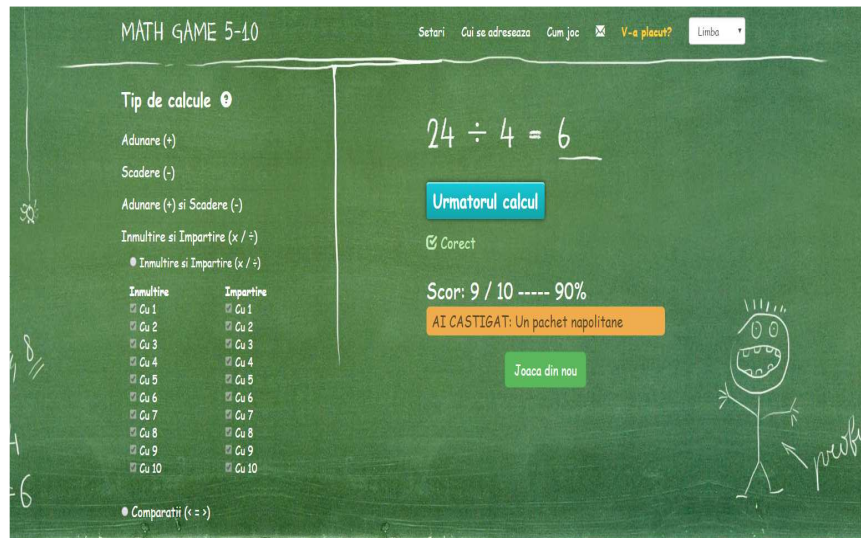 MATH GAME 5-10
Setari Cui se adreseaza Cum joc V-a placut? Limba
Tip de calcule ?
Adunare (+)
Scadere (-)
Adunare (+) si Scadere (-)
Inmultire si Impartire (x / ÷)
Inmultire si Impartire (x / ÷)
Inmultire Impartire
Cu 1 Cu 1
Cu 2 Cu 2
Cu 3 Cu 3
Cu 4 Cu 4
Cu 5 Cu 5
Cu 6 Cu 6
Cu 7 Cu 7
Cu 8 Cu 8
Cu 9 Cu 9
Cu 10 Cu 10
Comparatii (< = >)
24 ÷ 4 = 6
Urmatorul calcul
Corect
Scor: 9 / 10 ----- 90%
AI CASTIGAT: Un pachet napolitane
Joaca din nou
8
6